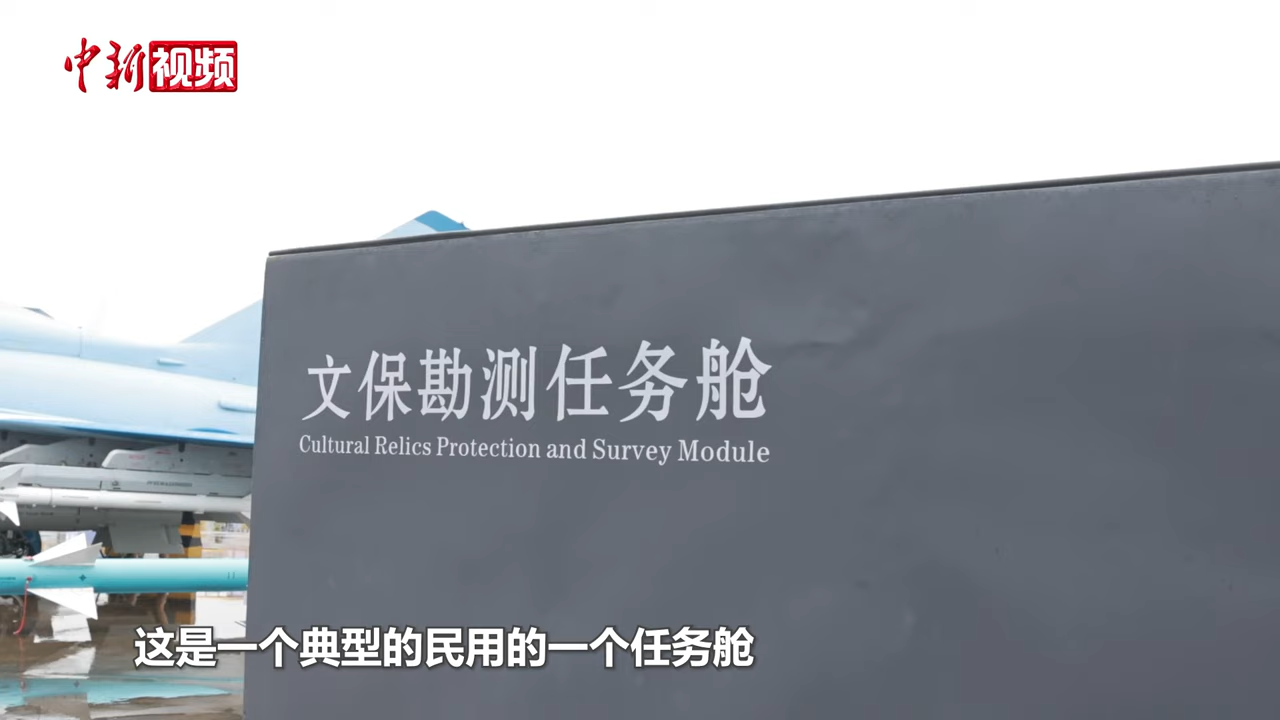 中新视频
文保勘测任务舱
Cultural Relics Protection and Survey Module
这是一个典型的民用的一个任务舱